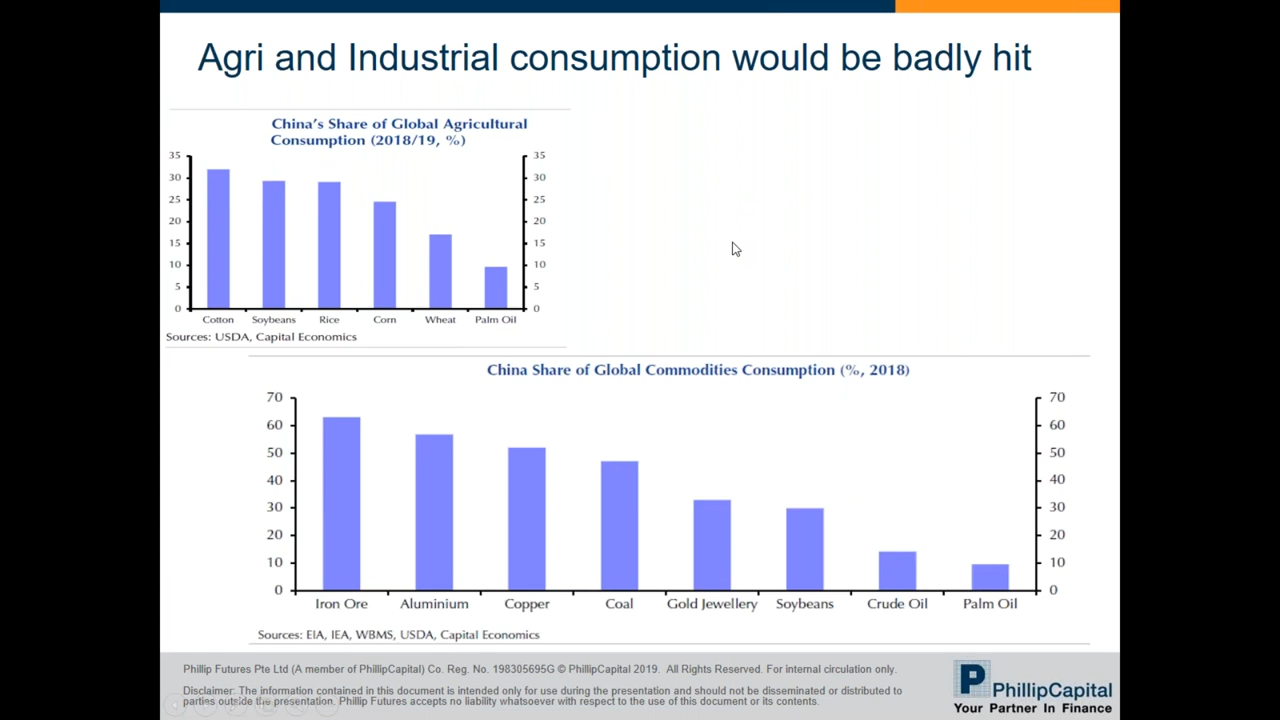 Agri and Industrial consumption would be badly hit
China's Share of Global Agricultural
Consumption (2018/19, %)
35 35
30 30
25 25
20 20
15 15
10 10
5 5
0 0
Cotton Soybeans Rice Corn Wheat Palm Oil
Sources: USDA, Capital Economics
China Share of Global Commodities Consumption (%, 2018)
70 70
60 60
50 50
40 40
30 30
20 20
10 10
0 0
Iron Ore Aluminium Copper Coal Gold Jewellery Soybeans Crude Oil Palm Oil
Sources: EIA, IEA, WBMS, USDA, Capital Economics
Phillip Futures Pte Ltd (A member of PhillipCapital) Co. Reg. No. 198305695G © PhillipCapital 2019. All Rights Reserved. For internal circulation only.
Disclaimer: The information contained in this document is intended only for use during the presentation and should not be disseminated or distributed to
parties outside the presentation. Phillip Futures accepts no liability whatsoever with respect to the use of this document or its contents.
P PhillipCapital
Your Partner In Finance